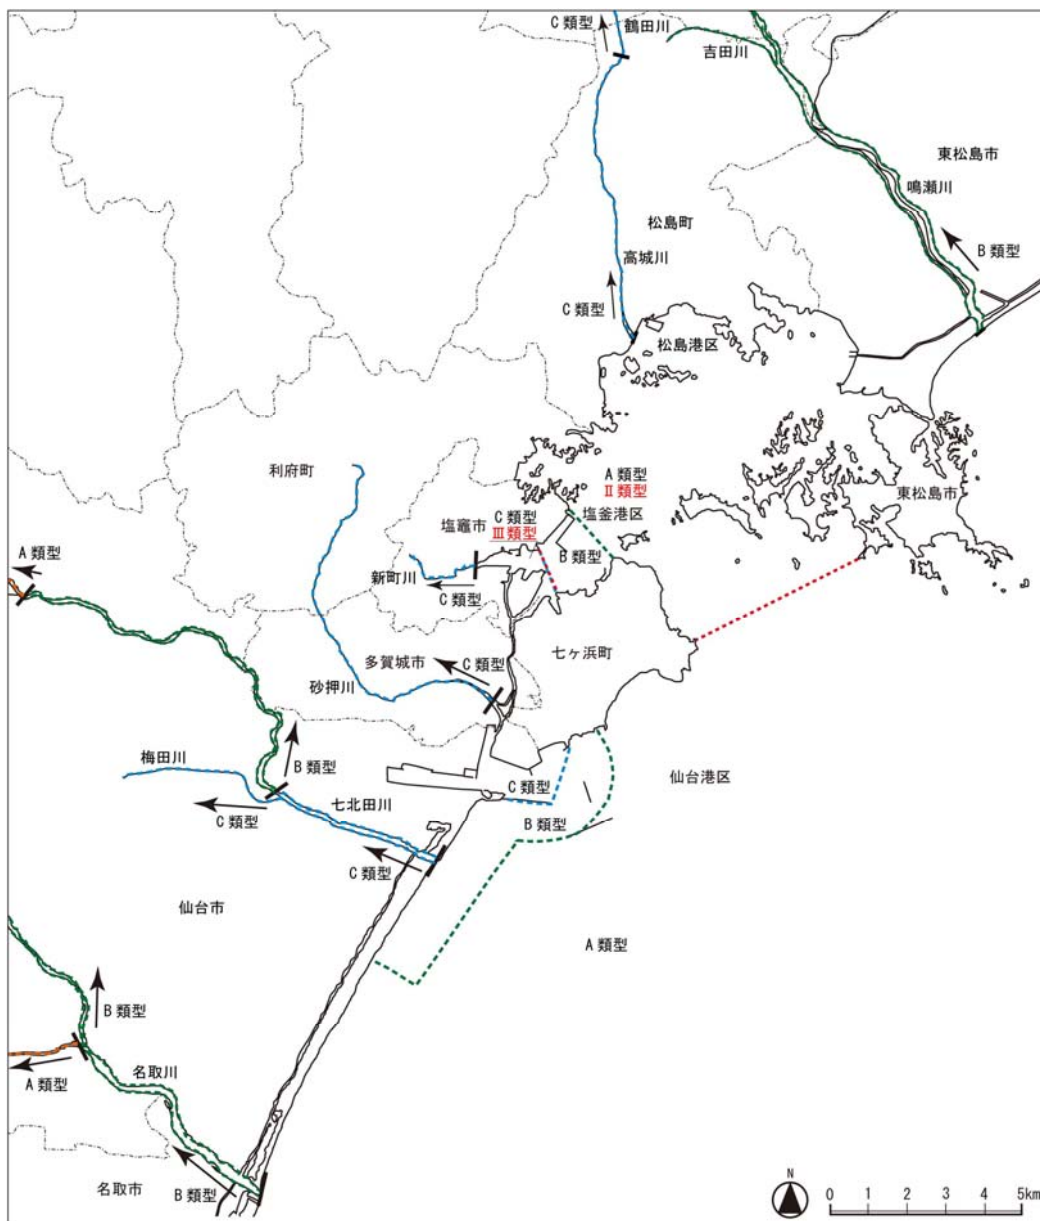 C類型
鶴田川
吉田川
東松島市
鳴瀬川
松島町
B類型
高城川
C類型
松島港区
利府町
A類型
Ⅱ類型
東松島市
塩竈市
C類型
Ⅲ類型
塩釜港区
B類型
A類型
新町川
C類型
多賀城市
C類型
七ヶ浜町
砂押川
梅田川
B類型
仙台港区
C類型
七北田川
C類型
B類型
C類型
仙台市
A類型
B類型
名取川
A類型
名取市
B類型
N
0 1 2 3 4 5km